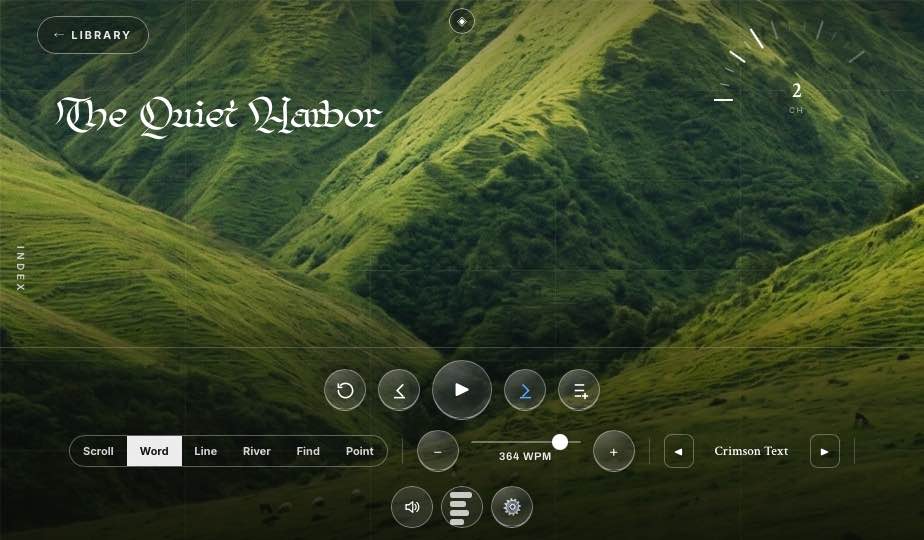 ← LIBRARY
2
CH
The Quiet Harbor
INDEX
Scroll Word Line River Find Point
− 364 WPM +
◀ Crimson Text ▶